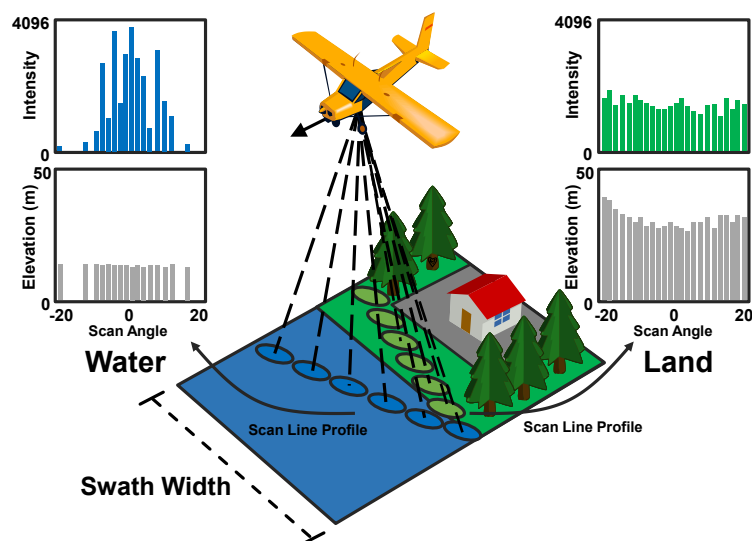 4096
Intensity
0
50
Elevation (m)
0
-20
0
20
Scan Angle
Water
4096
Intensity
0
50
Elevation (m)
0
-20
0
20
Scan Angle
Land
Scan Line Profile
Scan Line Profile
Swath Width